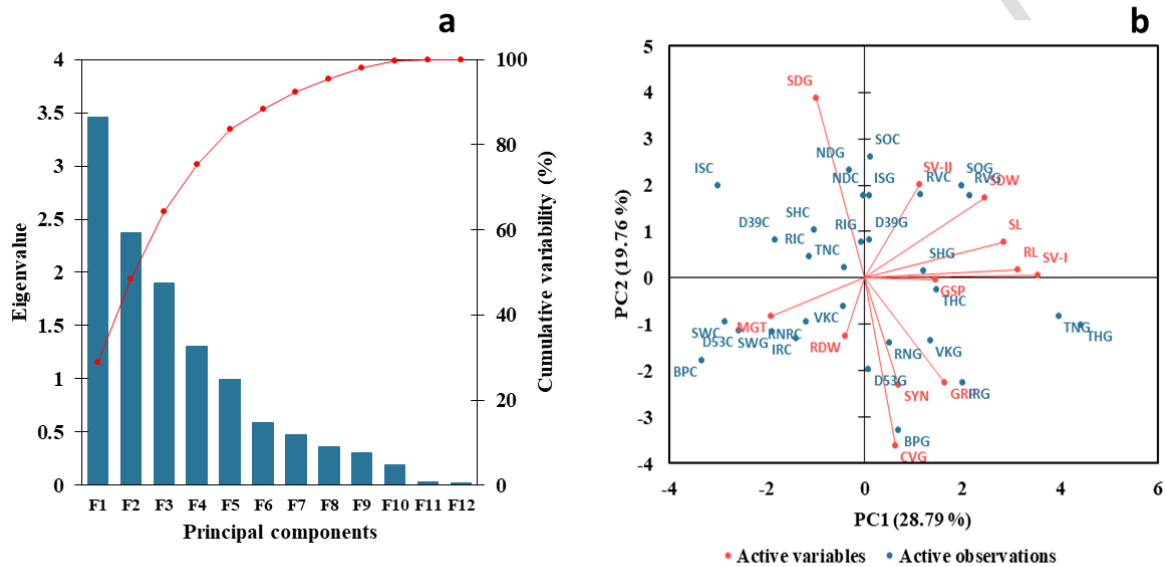 a
4
3.5
3
2.5
2
1.5
1
0.5
0
Eigenvalue
100
80
60
40
20
0
Cumulative variability (%)
F1 F2 F3 F4 F5 F6 F7 F8 F9 F10 F11 F12
Principal components
b
5
4
3
2
1
0
-1
-2
-3
-4
PC2 (19.76 %)
SDG
SOC
NDG
ISC
SV-II
SOG
NDC
ISG
RVC
RVG
SDW
SHC
D39C
RIG
D39G
SL
RIC
TNC
SHG
RL
SV-I
GSP
THC
MGT
VKC
TNG
THG
SWC
D53C
SWG
RNRC
IRC
RDW
RNG
VKG
BPC
D53G
SYN
IRG
BPG
CVG
-4 -2 0 2 4 6
PC1 (28.79 %)
Active variables Active observations